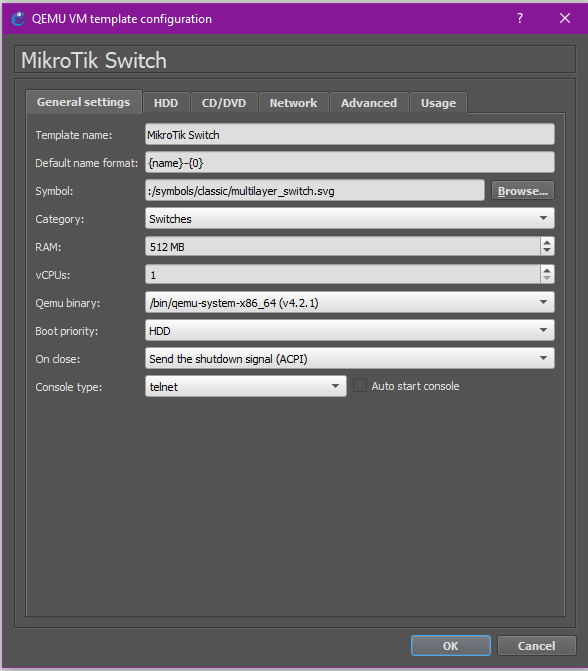 QEMU VM template configuration
MikroTik Switch
General settings HDD CD/DVD Network Advanced Usage
Template name: MikroTik Switch
Default name format: {name}-{0}
Symbol: :/symbols/classic/multilayer_switch.svg Browse...
Category: Switches
RAM: 512 MB
vCPUs: 1
Qemu binary: /bin/qemu-system-x86_64 (v4.2.1)
Boot priority: HDD
On close: Send the shutdown signal (ACPI)
Console type: telnet Auto start console
OK Cancel